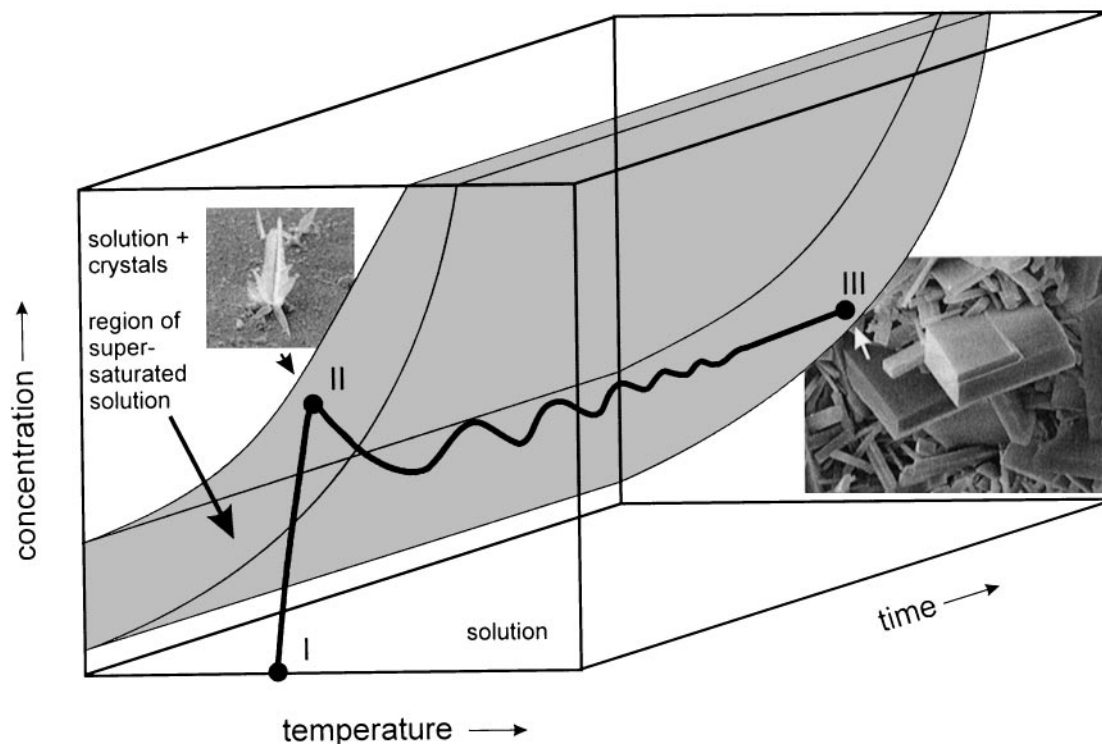 solution +
crystals
region of
super-
saturated
solution
II
III
I
solution
concentration
temperature
time